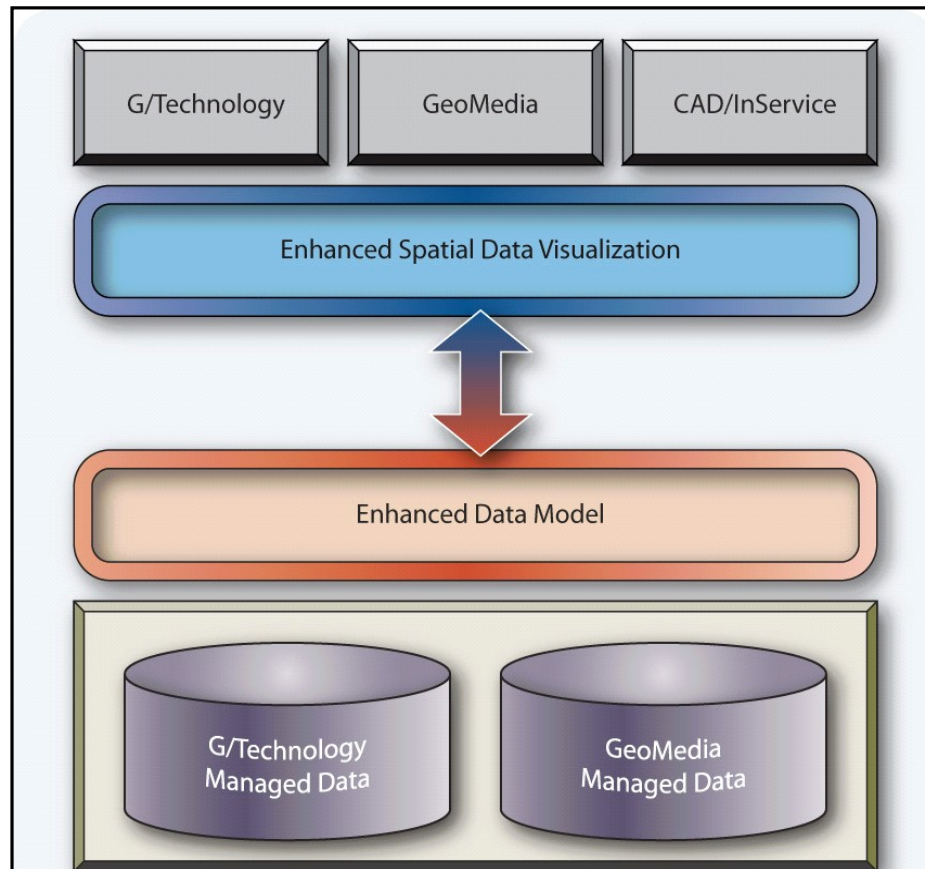 G/Technology
GeoMedia
CAD/InService
Enhanced Spatial Data Visualization
Enhanced Data Model
G/Technology
Managed Data
GeoMedia
Managed Data